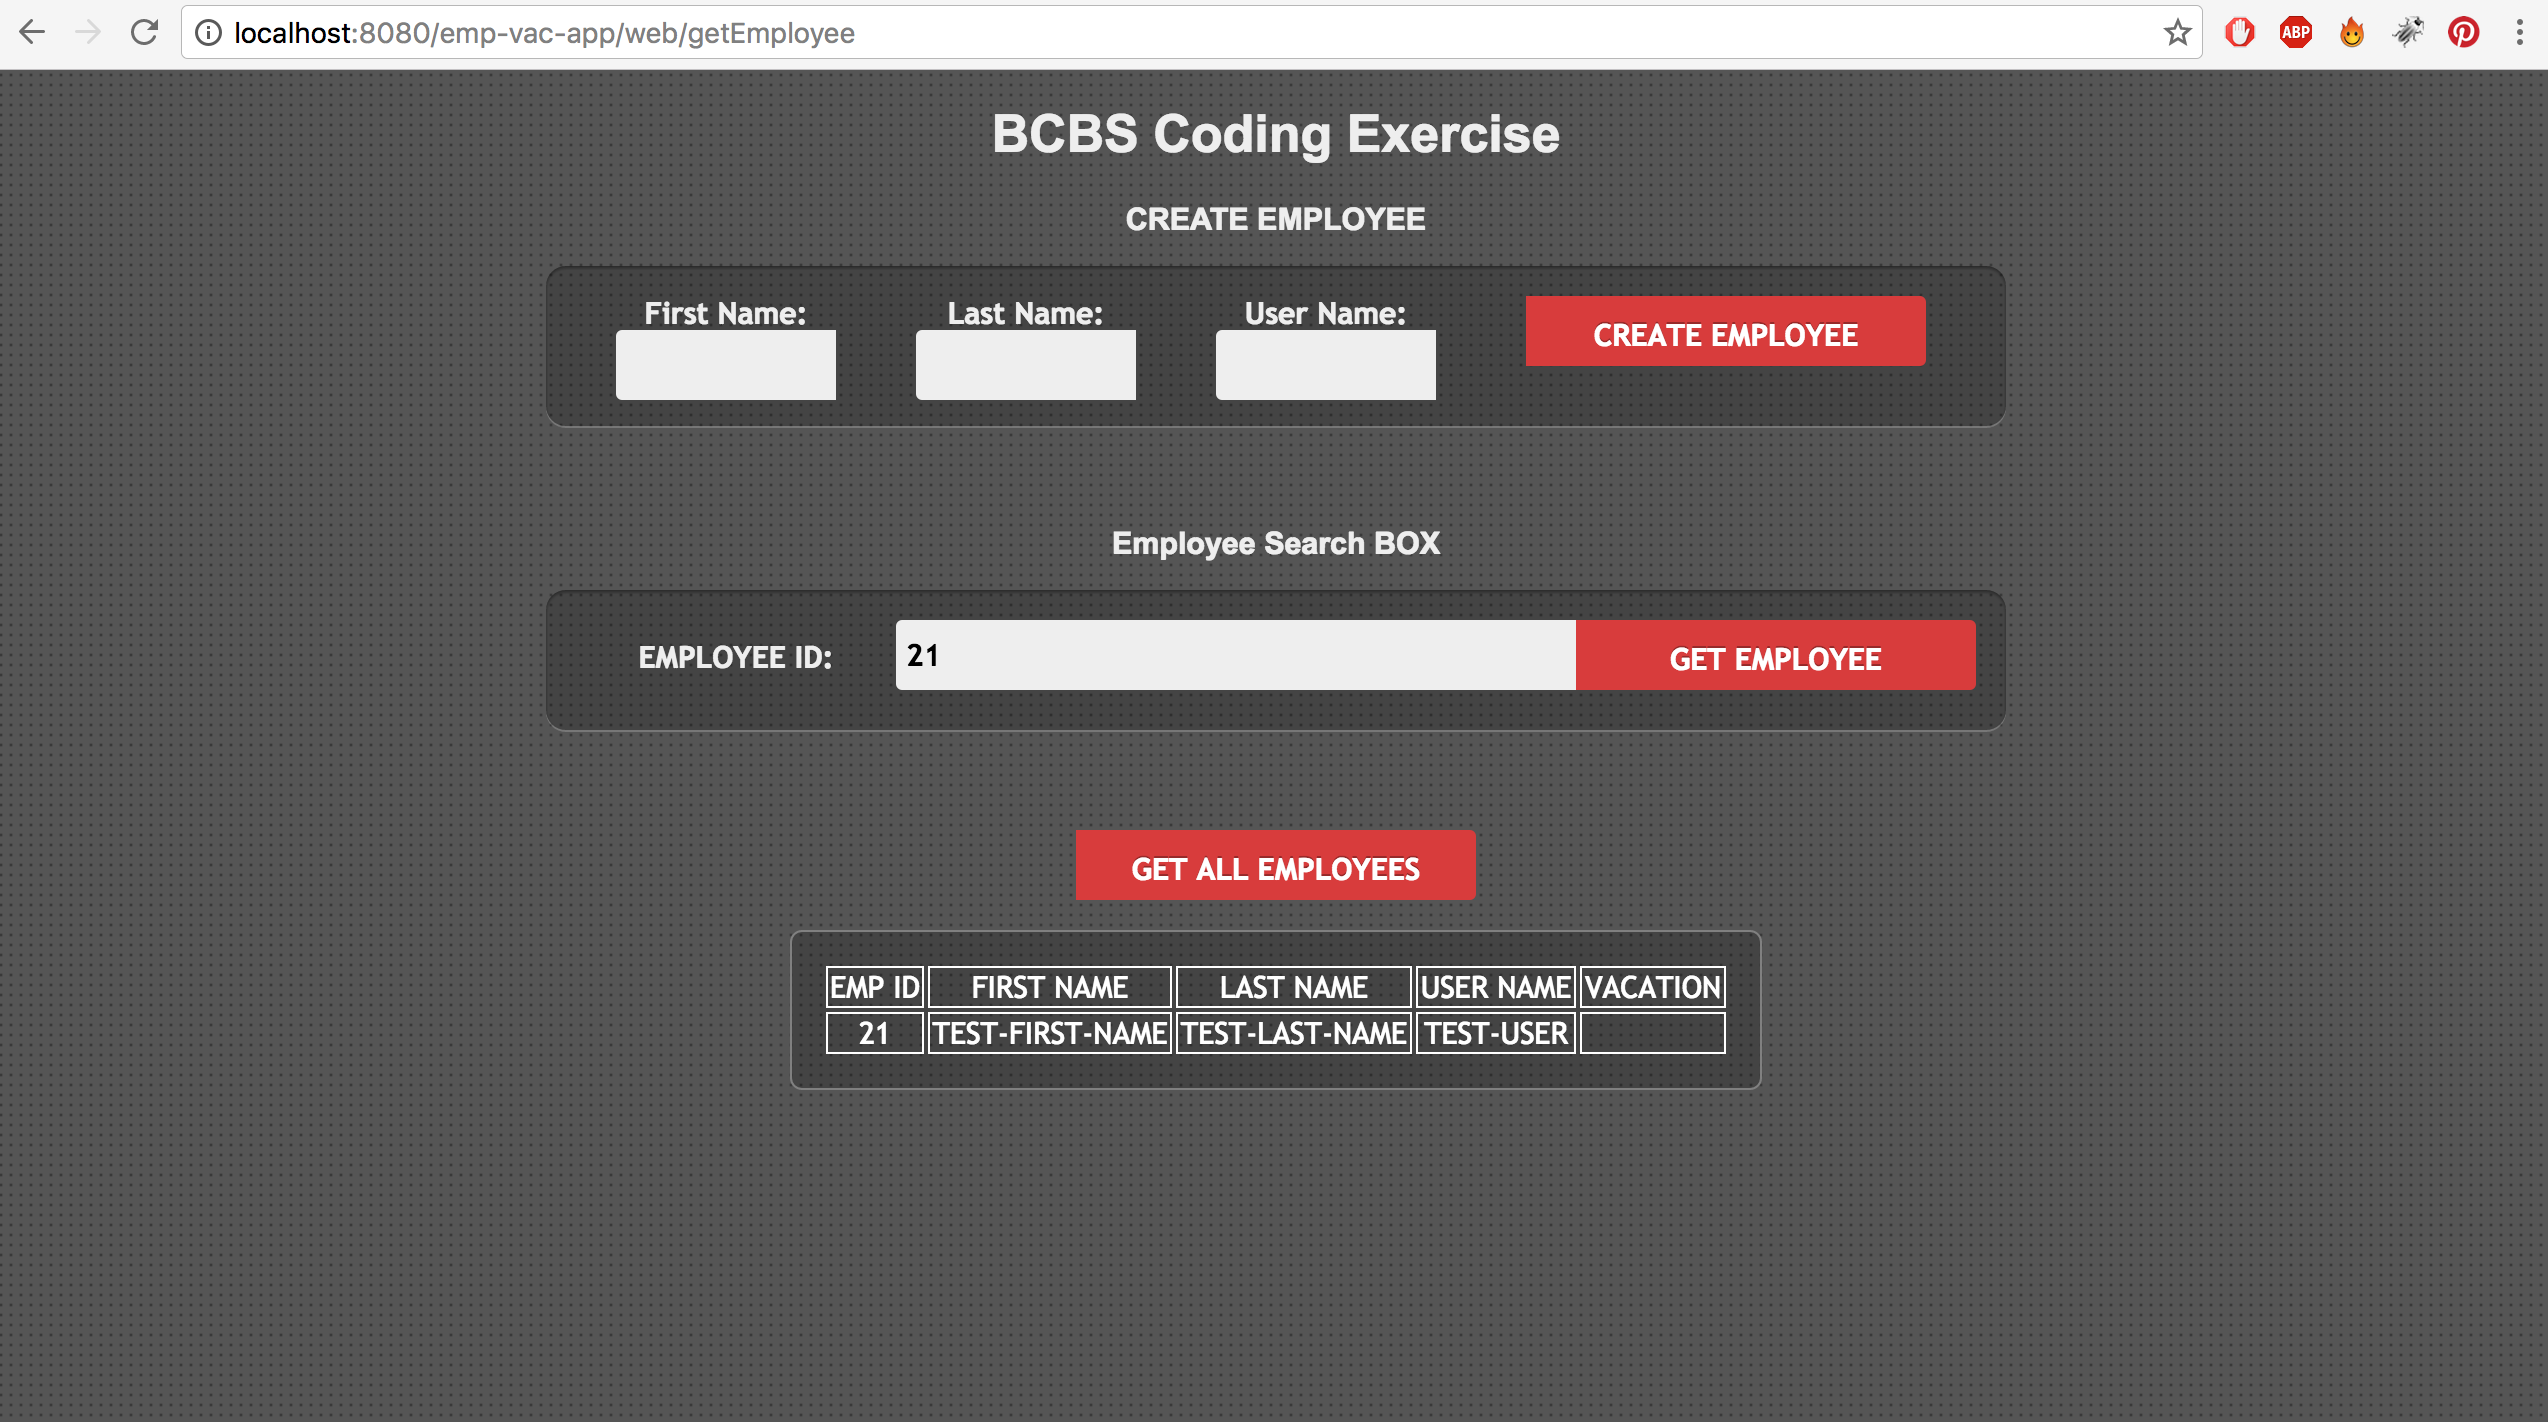 localhost:8080/emp-vac-app/web/getEmployee
ABP
BCBS Coding Exercise
CREATE EMPLOYEE
First Name: Last Name: User Name: CREATE EMPLOYEE
Employee Search BOX
EMPLOYEE ID: 21 GET EMPLOYEE
GET ALL EMPLOYEES
EMP ID FIRST NAME LAST NAME USER NAME VACATION
21 TEST-FIRST-NAME TEST-LAST-NAME TEST-USER